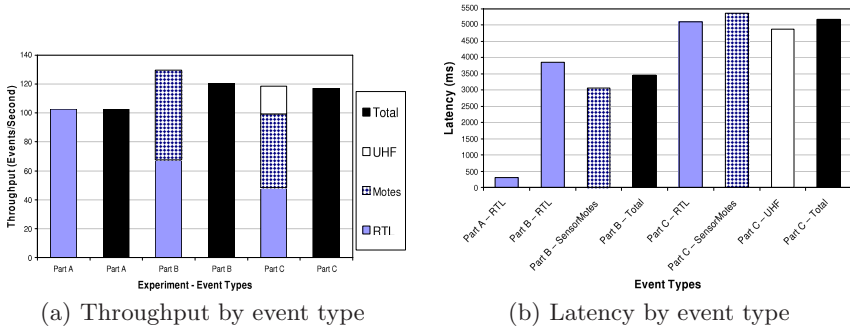 140
120
100
80
60
40
20
0
Throughput (Events/Second)
Part A
Part A
Part B
Part B
Part C
Part C
Experiment - Event Types
Total
UHF
Motes
RTL
(a) Throughput by event type
5500
5000
4500
4000
3500
3000
2500
2000
1500
1000
500
0
Latency (ms)
Part A – RTL
Part B – RTL
Part B – SensorMotes
Part B – Total
Part C – RTL
Part C – SensorMotes
Part C – UHF
Part C – Total
Event Types
(b) Latency by event type